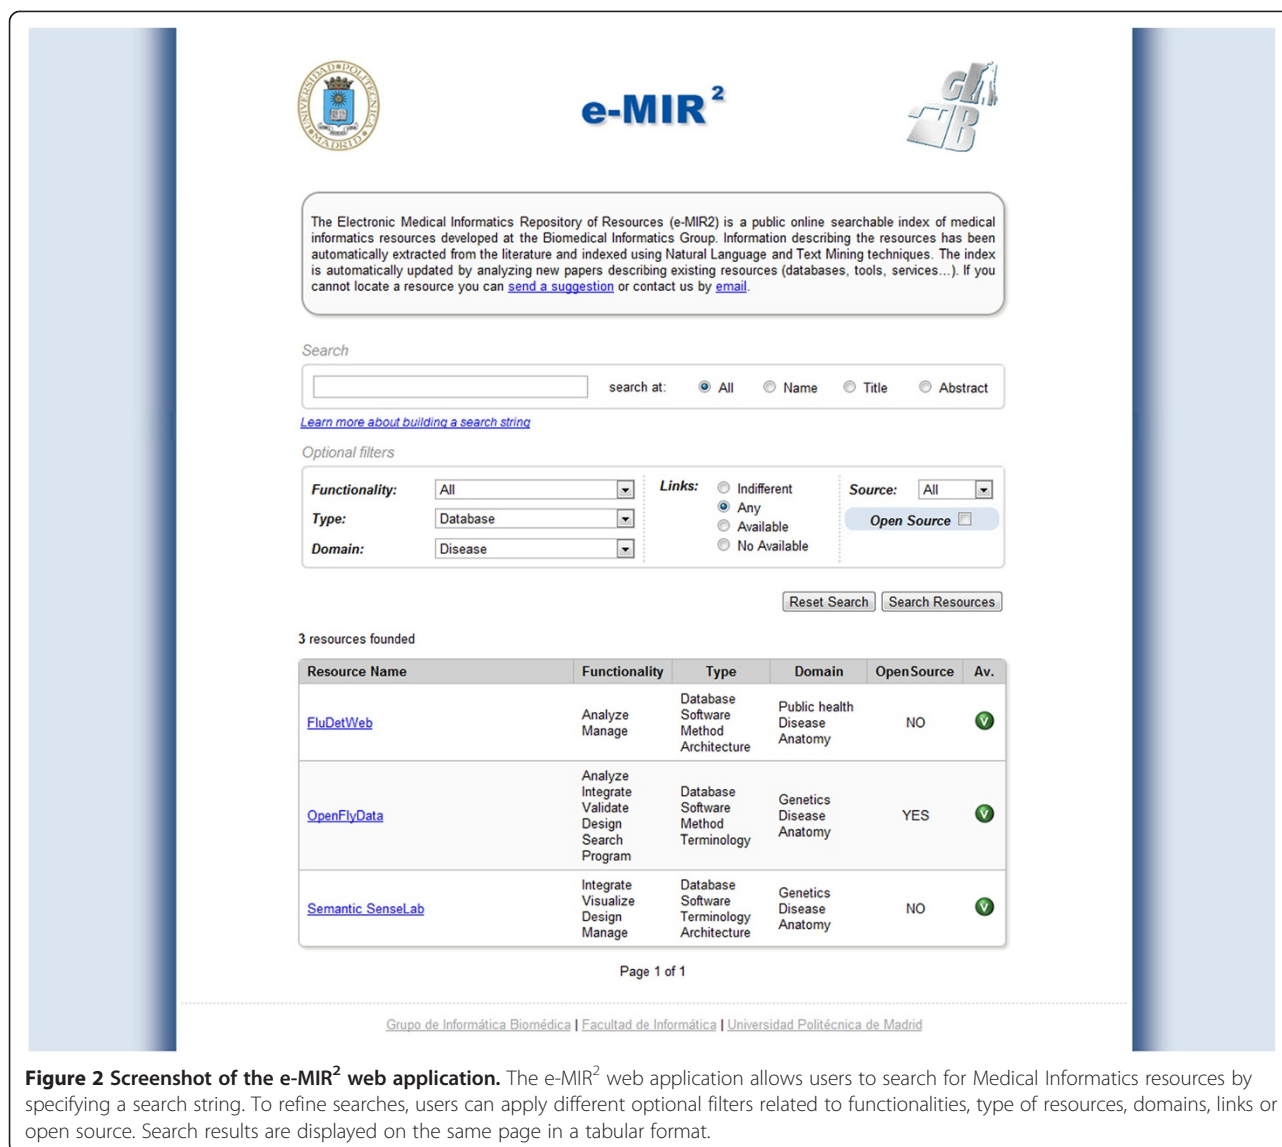 UNIVERSIDAD POLITECNICA
MADRID
e-MIR²
GIB
The Electronic Medical Informatics Repository of Resources (e-MIR2) is a public online searchable index of medical
informatics resources developed at the Biomedical Informatics Group. Information describing the resources has been
automatically extracted from the literature and indexed using Natural Language and Text Mining techniques. The index
is automatically updated by analyzing new papers describing existing resources (databases, tools, services...). If you
cannot locate a resource you can send a suggestion or contact us by email.
Search
search at: All Name Title Abstract
Learn more about building a search string
Optional filters
Functionality: All
Type: Database
Domain: Disease
Links: Indifferent
Any
Available
No Available
Source: All
Open Source
Reset Search Search Resources
3 resources founded
Resource Name Functionality Type Domain OpenSource Av.
FluDetWeb
Analyze
Manage
Database
Software
Method
Architecture
Public health
Disease
Anatomy
NO
V
OpenFlyData
Analyze
Integrate
Validate
Design
Search
Program
Database
Software
Method
Terminology
Genetics
Disease
Anatomy
YES
V
Semantic SenseLab
Integrate
Visualize
Design
Manage
Database
Software
Terminology
Architecture
Genetics
Disease
Anatomy
NO
V
Page 1 of 1
Grupo de Informática Biomédica | Facultad de Informática | Universidad Politécnica de Madrid
Figure 2 Screenshot of the e-MIR² web application. The e-MIR² web application allows users to search for Medical Informatics resources by
specifying a search string. To refine searches, users can apply different optional filters related to functionalities, type of resources, domains, links or
open source. Search results are displayed on the same page in a tabular format.